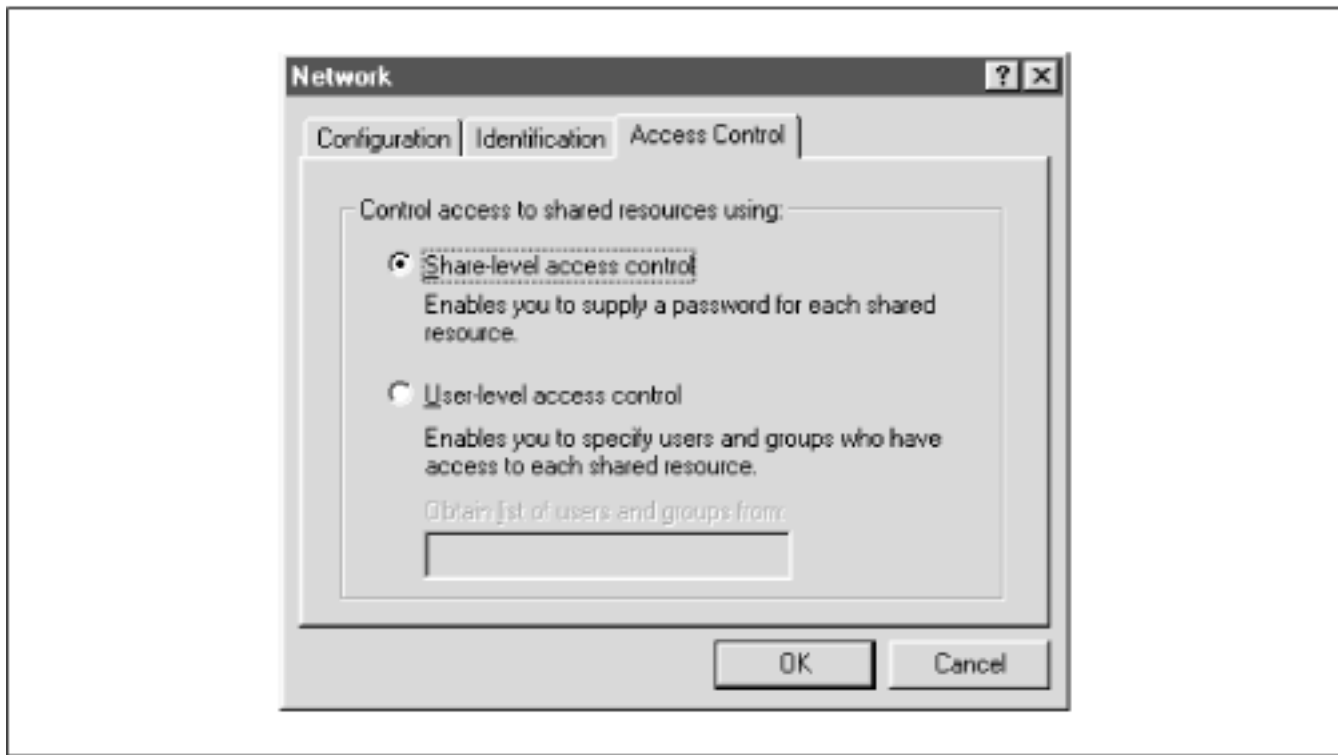 Network
Configuration Identification Access Control
Control access to shared resources using:
Share-level access control
Enables you to supply a password for each shared
resource.
User-level access control
Enables you to specify users and groups who have
access to each shared resource.
Obtain list of users and groups from:
OK Cancel